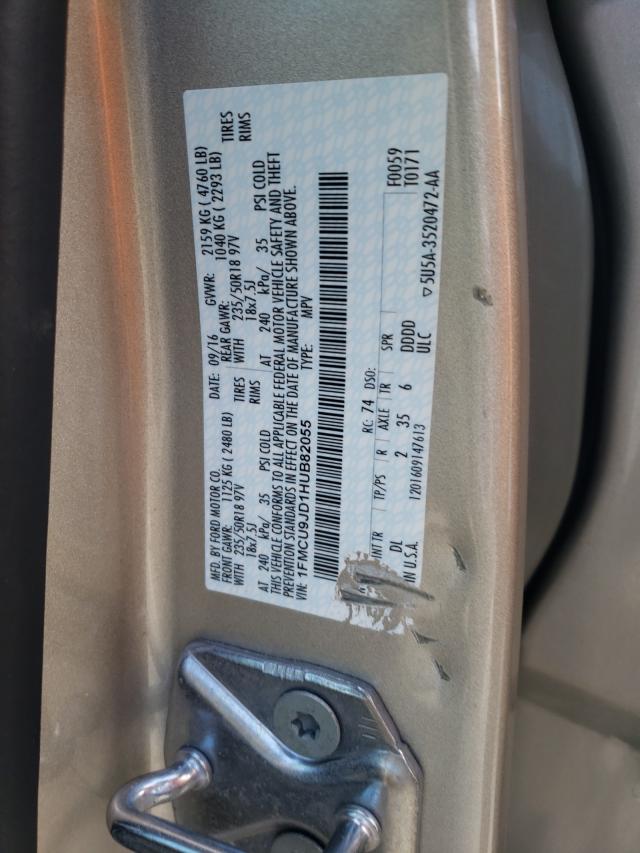 MFD. BY FORD MOTOR CO. DATE: 09/16 GVWR: 2159 KG ( 4760 LB)
FRONT GAWR: 1125 KG ( 2480 LB) REAR GAWR: 1040 KG ( 2293 LB)
WITH 235/50R18 97V TIRES WITH 235/50R18 97V TIRES
18x7.5J RIMS 18x7.5J RIMS
AT 240 kPa/ 35 PSI COLD AT 240 kPa/ 35 PSI COLD
THIS VEHICLE CONFORMS TO ALL APPLICABLE FEDERAL MOTOR VEHICLE SAFETY AND THEFT
PREVENTION STANDARDS IN EFFECT ON THE DATE OF MANUFACTURE SHOWN ABOVE.
VIN: 1FMCU9JD1HUB82055 TYPE: MPV
F0059
RC: 74 DSO: T0171
INT TR TP/PS R AXLE TR SPR
DL 2 35 6 DDDD
IN U.S.A. 1201609147613 ULC
▽5U5A-3520472-AA